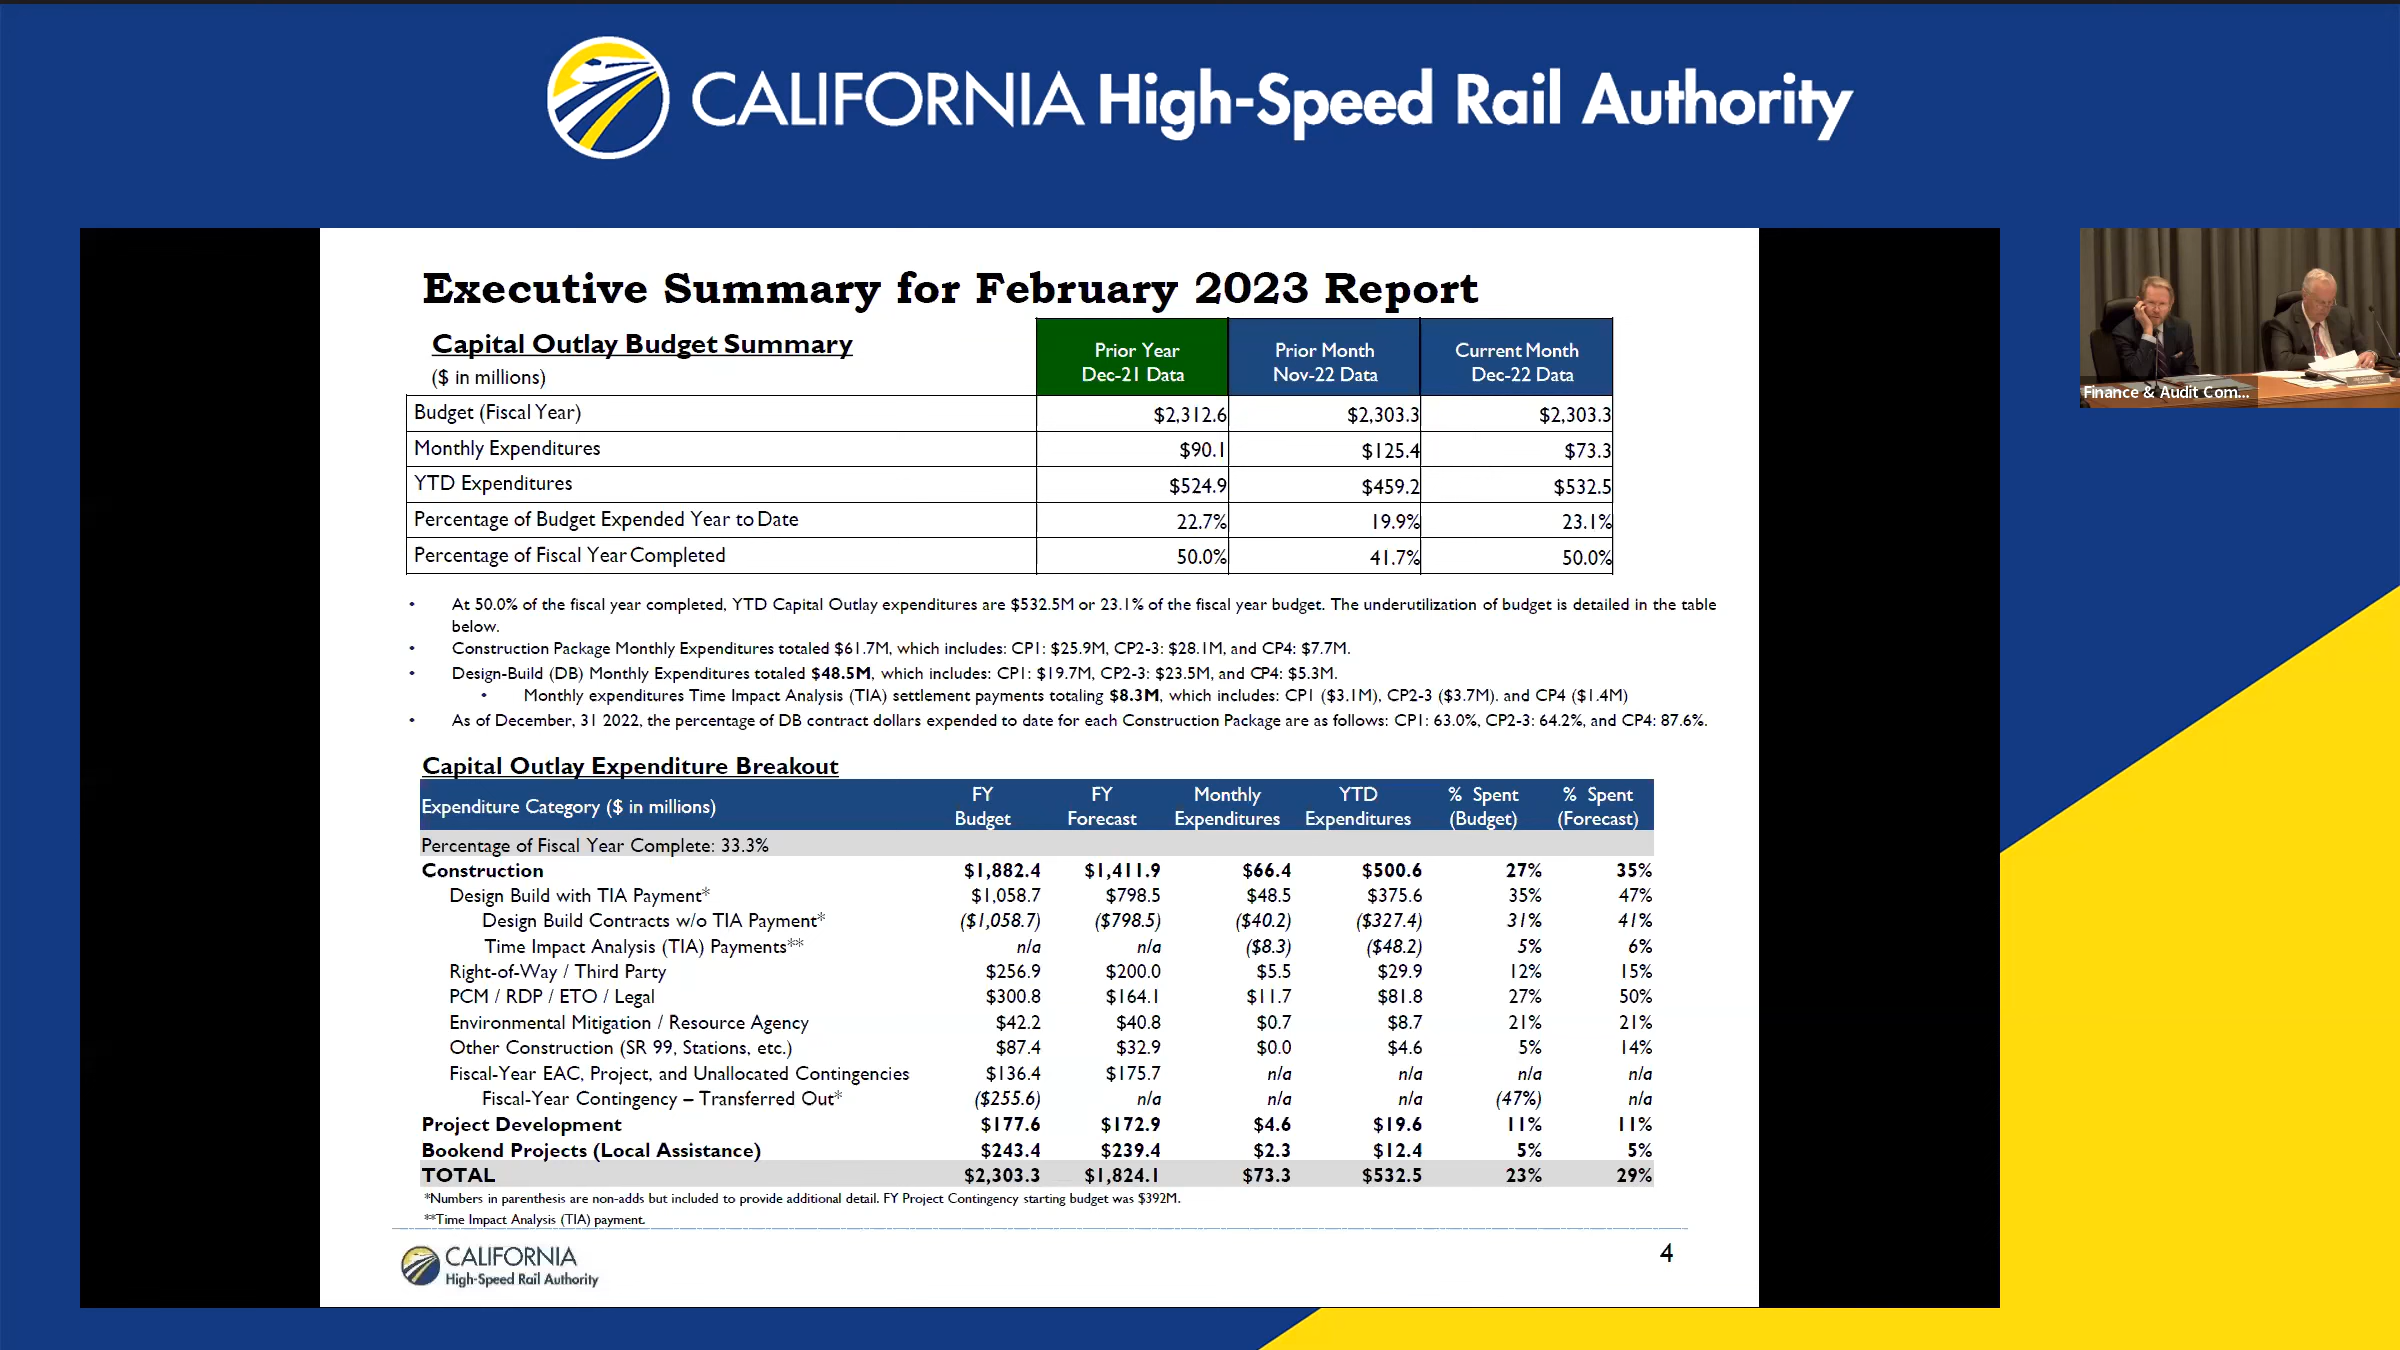 CALIFORNIA High-Speed Rail Authority
Executive Summary for February 2023 Report
Capital Outlay Budget Summary
($ in millions)
Prior Year Dec-21 Data Prior Month Nov-22 Data Current Month Dec-22 Data
Budget (Fiscal Year) $2,312.6 $2,303.3 $2,303.3
Monthly Expenditures $90.1 $125.4 $73.3
YTD Expenditures $524.9 $459.2 $532.5
Percentage of Budget Expended Year to Date 22.7% 19.9% 23.1%
Percentage of Fiscal Year Completed 50.0% 41.7% 50.0%
• At 50.0% of the fiscal year completed, YTD Capital Outlay expenditures are $532.5M or 23.1% of the fiscal year budget. The underutilization of budget is detailed in the table
below.
• Construction Package Monthly Expenditures totaled $61.7M, which includes: CP1: $25.9M, CP2-3: $28.1M, and CP4: $7.7M.
• Design-Build (DB) Monthly Expenditures totaled $48.5M, which includes: CP1: $19.7M, CP2-3: $23.5M, and CP4: $5.3M.
• Monthly expenditures Time Impact Analysis (TIA) settlement payments totaling $8.3M, which includes: CP1 ($3.1M), CP2-3 ($3.7M). and CP4 ($1.4M)
• As of December, 31 2022, the percentage of DB contract dollars expended to date for each Construction Package are as follows: CP1: 63.0%, CP2-3: 64.2%, and CP4: 87.6%.
Capital Outlay Expenditure Breakout
Expenditure Category ($ in millions) FY Budget FY Forecast Monthly Expenditures YTD Expenditures % Spent (Budget) % Spent (Forecast)
Percentage of Fiscal Year Complete: 33.3%
Construction $1,882.4 $1,411.9 $66.4 $500.6 27% 35%
Design Build with TIA Payment* $1,058.7 $798.5 $48.5 $375.6 35% 47%
Design Build Contracts w/o TIA Payment* ($1,058.7) ($798.5) ($40.2) ($327.4) 31% 41%
Time Impact Analysis (TIA) Payments** n/a n/a ($8.3) ($48.2) 5% 6%
Right-of-Way / Third Party $256.9 $200.0 $5.5 $29.9 12% 15%
PCM / RDP / ETO / Legal $300.8 $164.1 $11.7 $81.8 27% 50%
Environmental Mitigation / Resource Agency $42.2 $40.8 $0.7 $8.7 21% 21%
Other Construction (SR 99, Stations, etc.) $87.4 $32.9 $0.0 $4.6 5% 14%
Fiscal-Year EAC, Project, and Unallocated Contingencies $136.4 $175.7 n/a n/a n/a n/a
Fiscal-Year Contingency – Transferred Out* ($255.6) n/a n/a n/a (47%) n/a
Project Development $177.6 $172.9 $4.6 $19.6 11% 11%
Bookend Projects (Local Assistance) $243.4 $239.4 $2.3 $12.4 5% 5%
TOTAL $2,303.3 $1,824.1 $73.3 $532.5 23% 29%
*Numbers in parenthesis are non-adds but included to provide additional detail. FY Project Contingency starting budget was $392M.
**Time Impact Analysis (TIA) payment.
CALIFORNIA
High-Speed Rail Authority
4
Finance & Audit Com...